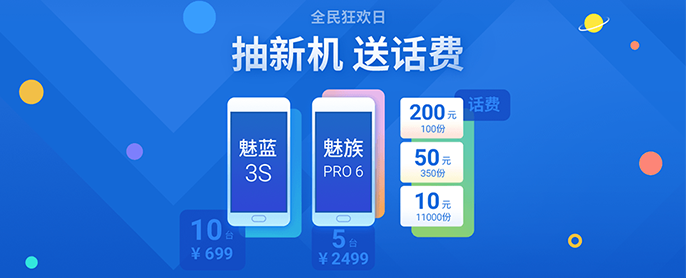 全民狂欢日
抽新机 送话费
魅蓝
3S
10台
¥ 699
魅族
PRO 6
5台
¥ 2499
话费
200元
100份
50元
350份
10元
11000份